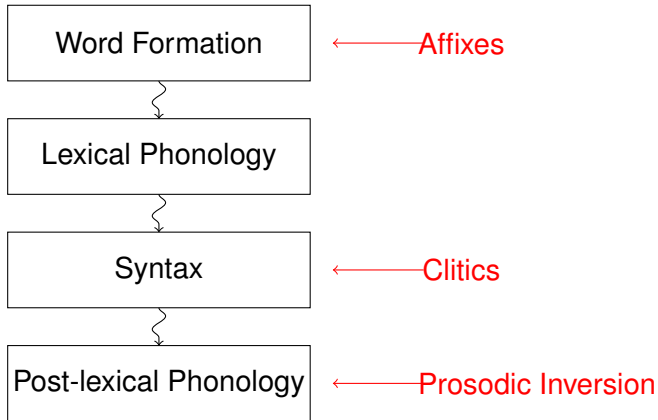 Word Formation
Affixes
Lexical Phonology
Syntax
Clitics
Post-lexical Phonology
Prosodic Inversion